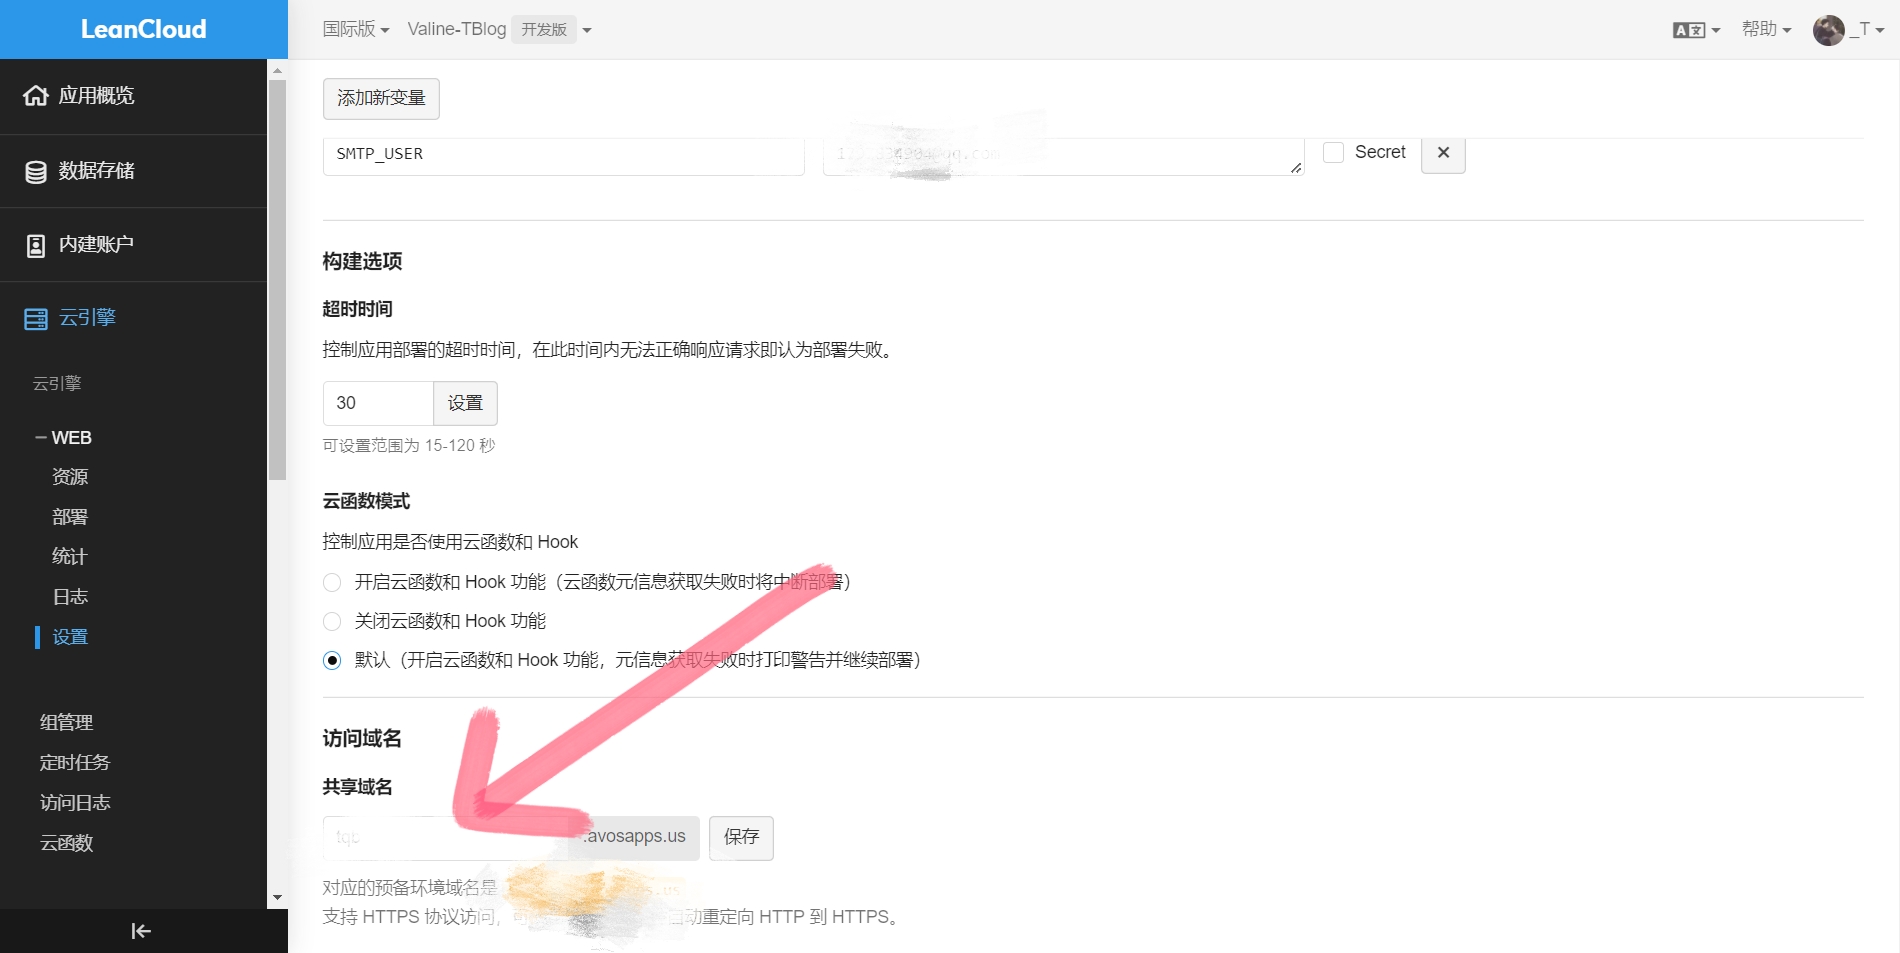 LeanCloud
国际版
Valine-TBlog 开发版
A文
帮助
_T
应用概览
数据存储
内建账户
云引擎
云引擎
WEB
资源
部署
统计
日志
设置
组管理
定时任务
访问日志
云函数
添加新变量
SMTP_USER
Secret
构建选项
超时时间
控制应用部署的超时时间，在此时间内无法正确响应请求即认为部署失败。
30 设置
可设置范围为 15-120 秒
云函数模式
控制应用是否使用云函数和 Hook
开启云函数和 Hook 功能（云函数元信息获取失败时将中断部署）
关闭云函数和 Hook 功能
默认（开启云函数和 Hook 功能，元信息获取失败时打印警告并继续部署）
访问域名
共享域名
.avosapps.us 保存
对应的预备环境域名是
支持 HTTPS 协议访问，自动重定向 HTTP 到 HTTPS。